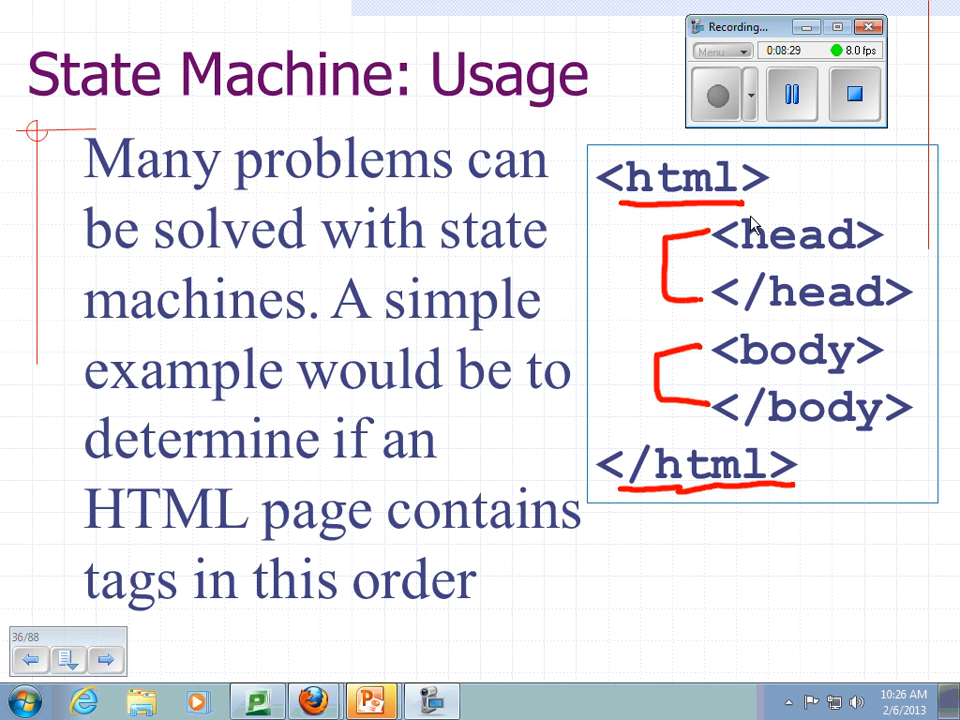 Recording...
Menu
0:08:29
8.0 fps
State Machine: Usage
Many problems can
be solved with state
machines. A simple
example would be to
determine if an
HTML page contains
tags in this order
<html>
<head>
</head>
<body>
</body>
</html>
36/88
10:26 AM
2/6/2013